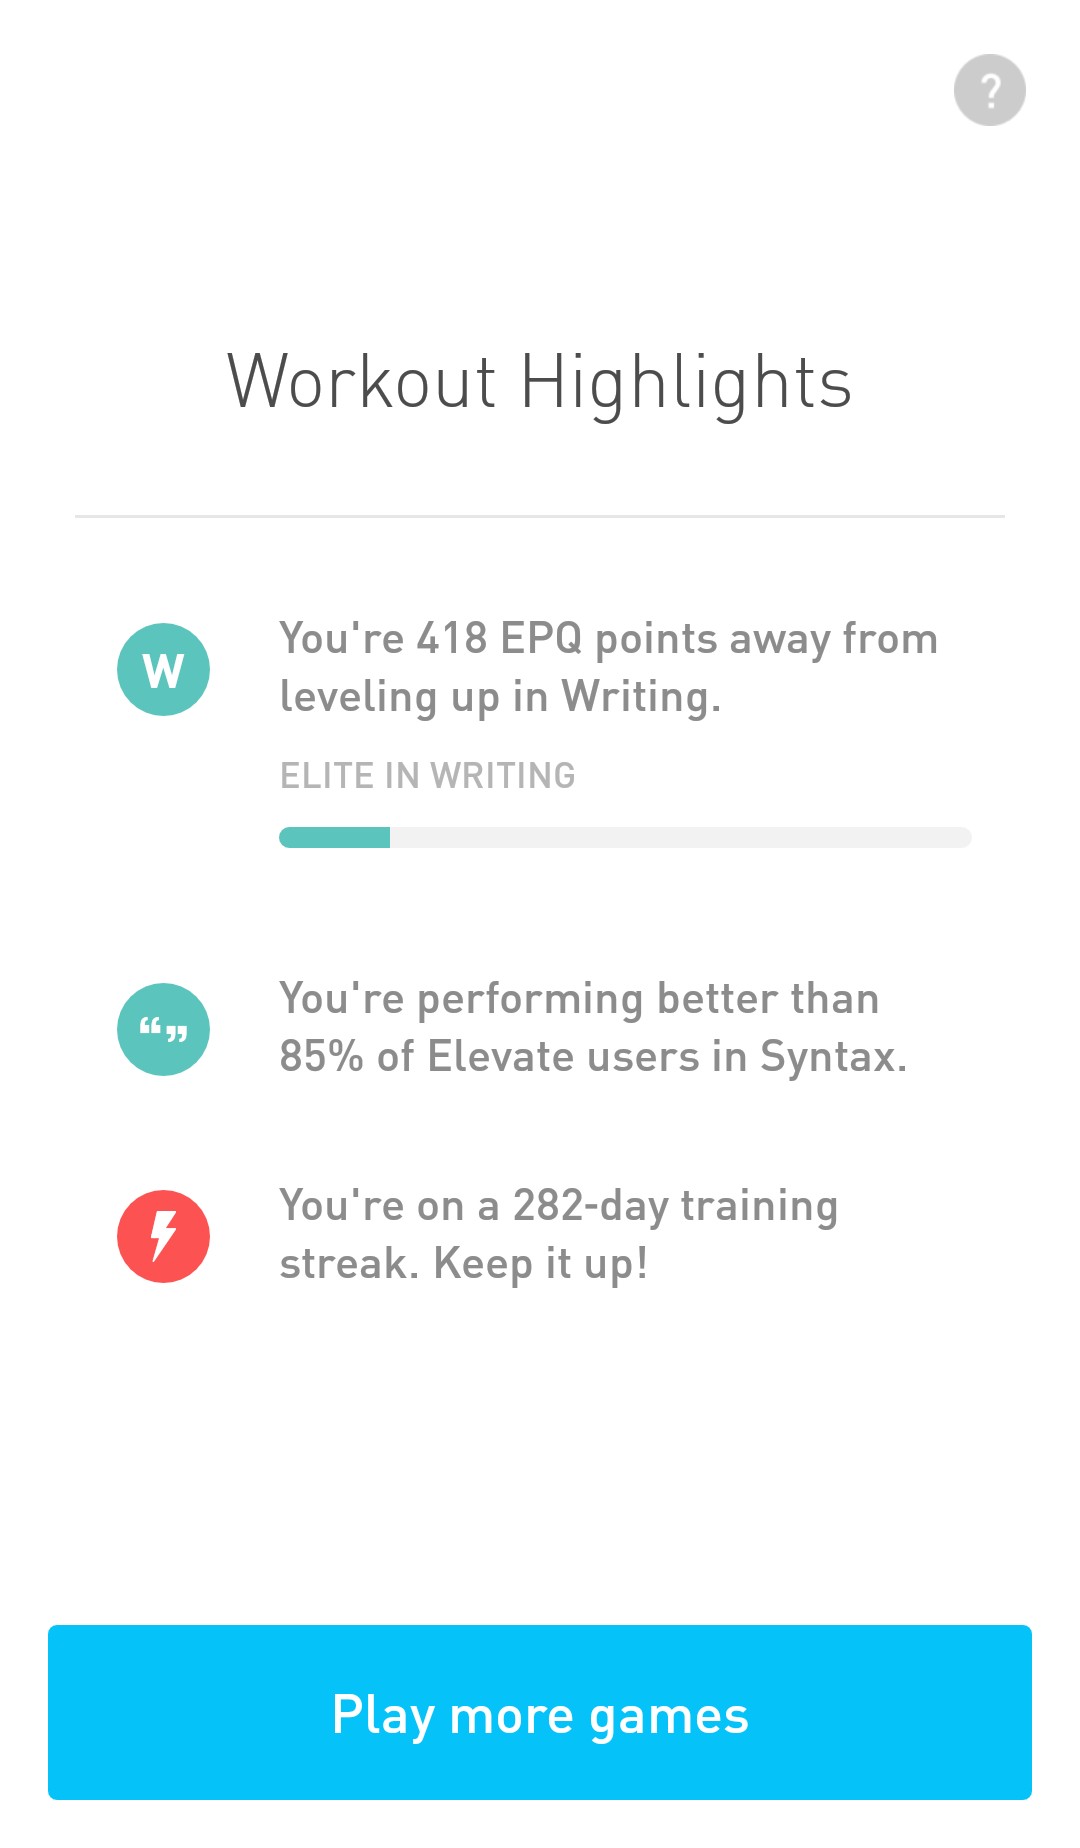 ?
Workout Highlights
W
You're 418 EPQ points away from
leveling up in Writing.
ELITE IN WRITING
“„
You're performing better than
85% of Elevate users in Syntax.
You're on a 282-day training
streak. Keep it up!
Play more games